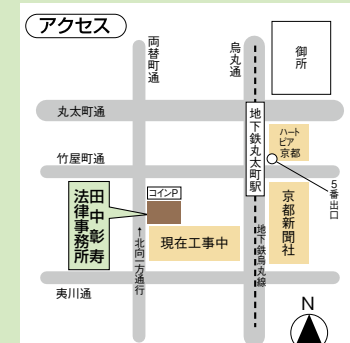 アクセス
両替町通
烏丸通
御所
丸太町通
地下鉄丸太町駅
ハート
ピア
京都
竹屋町通
5番出口
田中彰寿
法律事務所
コインP
京都新聞社
現在工事中
↑北向一方通行
地下鉄烏丸線
夷川通
N